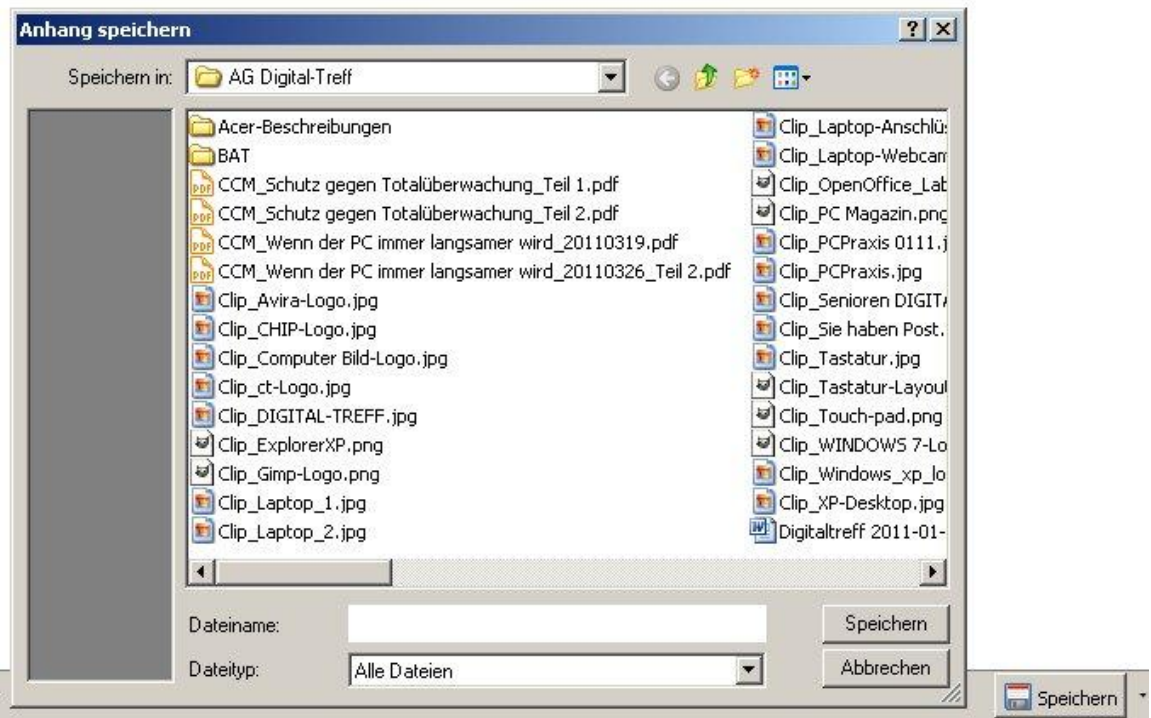 Anhang speichern
Speichern in: AG Digital-Treff
Acer-Beschreibungen
BAT
CCM_Schutz gegen Totalüberwachung_Teil 1.pdf
CCM_Schutz gegen Totalüberwachung_Teil 2.pdf
CCM_Wenn der PC immer langsamer wird_20110319.pdf
CCM_Wenn der PC immer langsamer wird_20110326_Teil 2.pdf
Clip_Avira-Logo.jpg
Clip_CHIP-Logo.jpg
Clip_Computer Bild-Logo.jpg
Clip_ct-Logo.jpg
Clip_DIGITAL-TREFF.jpg
Clip_ExplorerXP.png
Clip_Gimp-Logo.png
Clip_Laptop_1.jpg
Clip_Laptop_2.jpg
Clip_Laptop-Anschlü
Clip_Laptop-Webcam
Clip_OpenOffice_Lab
Clip_PC Magazin.png
Clip_PCPraxis 0111.j
Clip_PCPraxis.jpg
Clip_Senioren DIGITA
Clip_Sie haben Post.
Clip_Tastatur.jpg
Clip_Tastatur-Layout
Clip_Touch-pad.png
Clip_WINDOWS 7-Lo
Clip_Windows_xp_lo
Clip_XP-Desktop.jpg
Digitaltreff 2011-01-
Dateiname:
Speichern
Dateityp: Alle Dateien
Abbrechen
Speichern